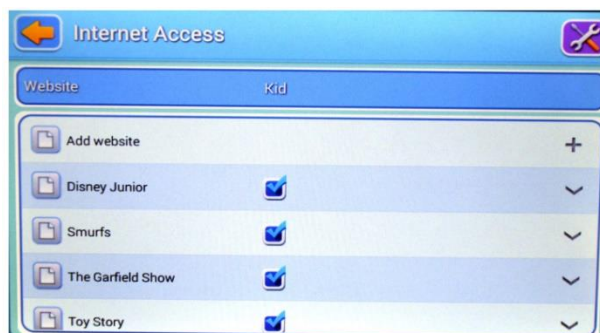 Internet Access
Website Kid
Add website
Disney Junior
Smurfs
The Garfield Show
Toy Story